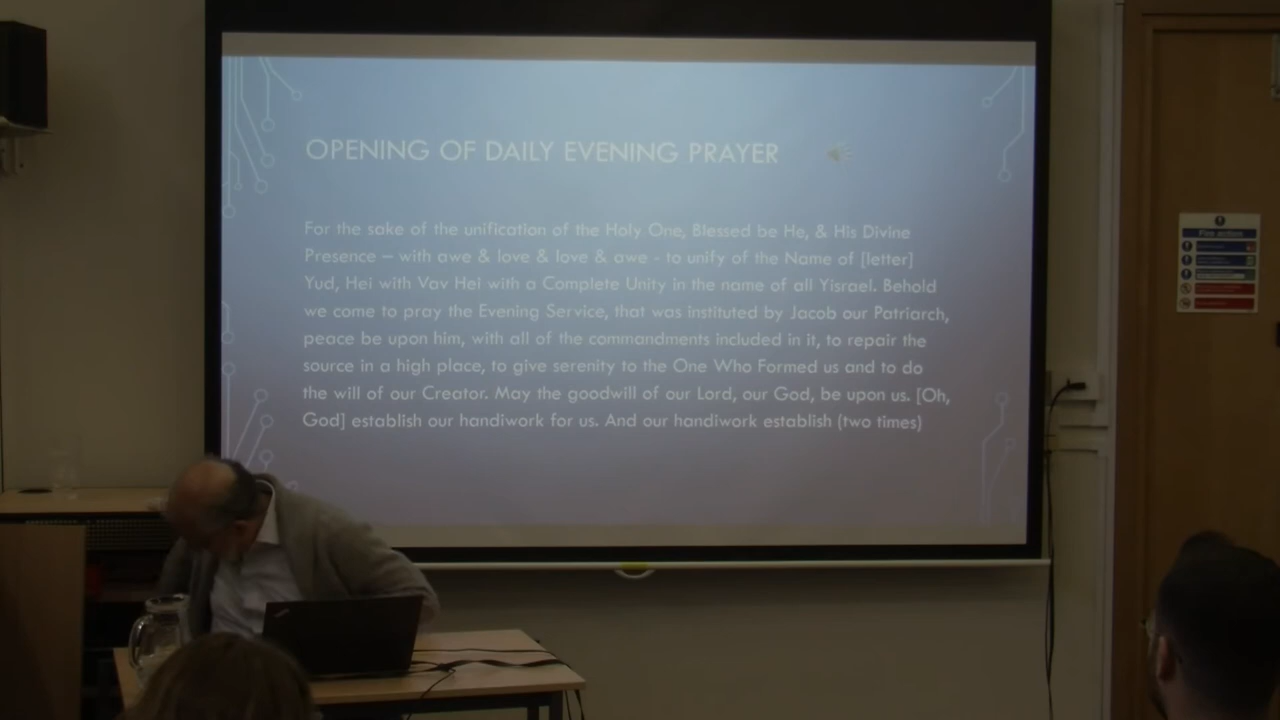 OPENING OF DAILY EVENING PRAYER
For the sake of the unification of the Holy One, Blessed be He, & His Divine
Presence – with awe & love & love & awe - to unify of the Name of [letter]
Yud, Hei with Vav Hei with a Complete Unity in the name of all Yisrael. Behold
we come to pray the Evening Service, that was instituted by Jacob our Patriarch,
peace be upon him, with all of the commandments included in it, to repair the
source in a high place, to give serenity to the One Who Formed us and to do
the will of our Creator. May the goodwill of our Lord, our God, be upon us. [Oh,
God] establish our handiwork for us. And our handiwork establish (two times)
Fire action